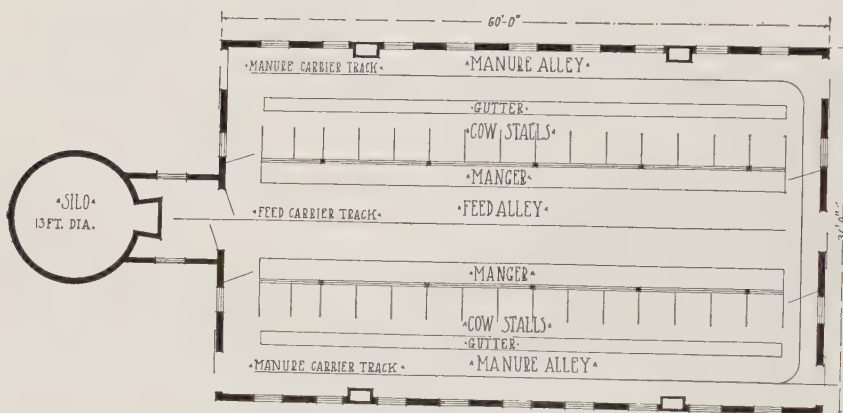 60'-0"
•MANURE CARRIER TRACK•
•MANURE ALLEY•
•GUTTER•
•COW STALLS•
•MANGER•
•SILO•
13 FT. DIA.
•FEED CARRIER TRACK•
•FEED ALLEY•
•MANGER•
•COW STALLS•
•GUTTER•
•MANURE CARRIER TRACK•
•MANURE ALLEY•